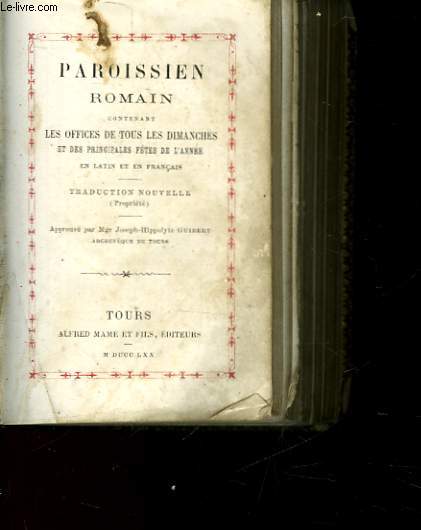 Le-livre.com
PAROISSIEN
ROMAIN
CONTENANT
LES OFFICES DE TOUS LES DIMANCHES
ET DES PRINCIPALES FÊTES DE L'ANNÉE
EN LATIN ET EN FRANÇAIS
TRADUCTION NOUVELLE
(Propriété)
Approuvé par Mgr Joseph-Hippolyte GUIBERT
ARCHEVÊQUE DE TOURS
TOURS
ALFRED MAME ET FILS, ÉDITEURS
M DCCC LXX